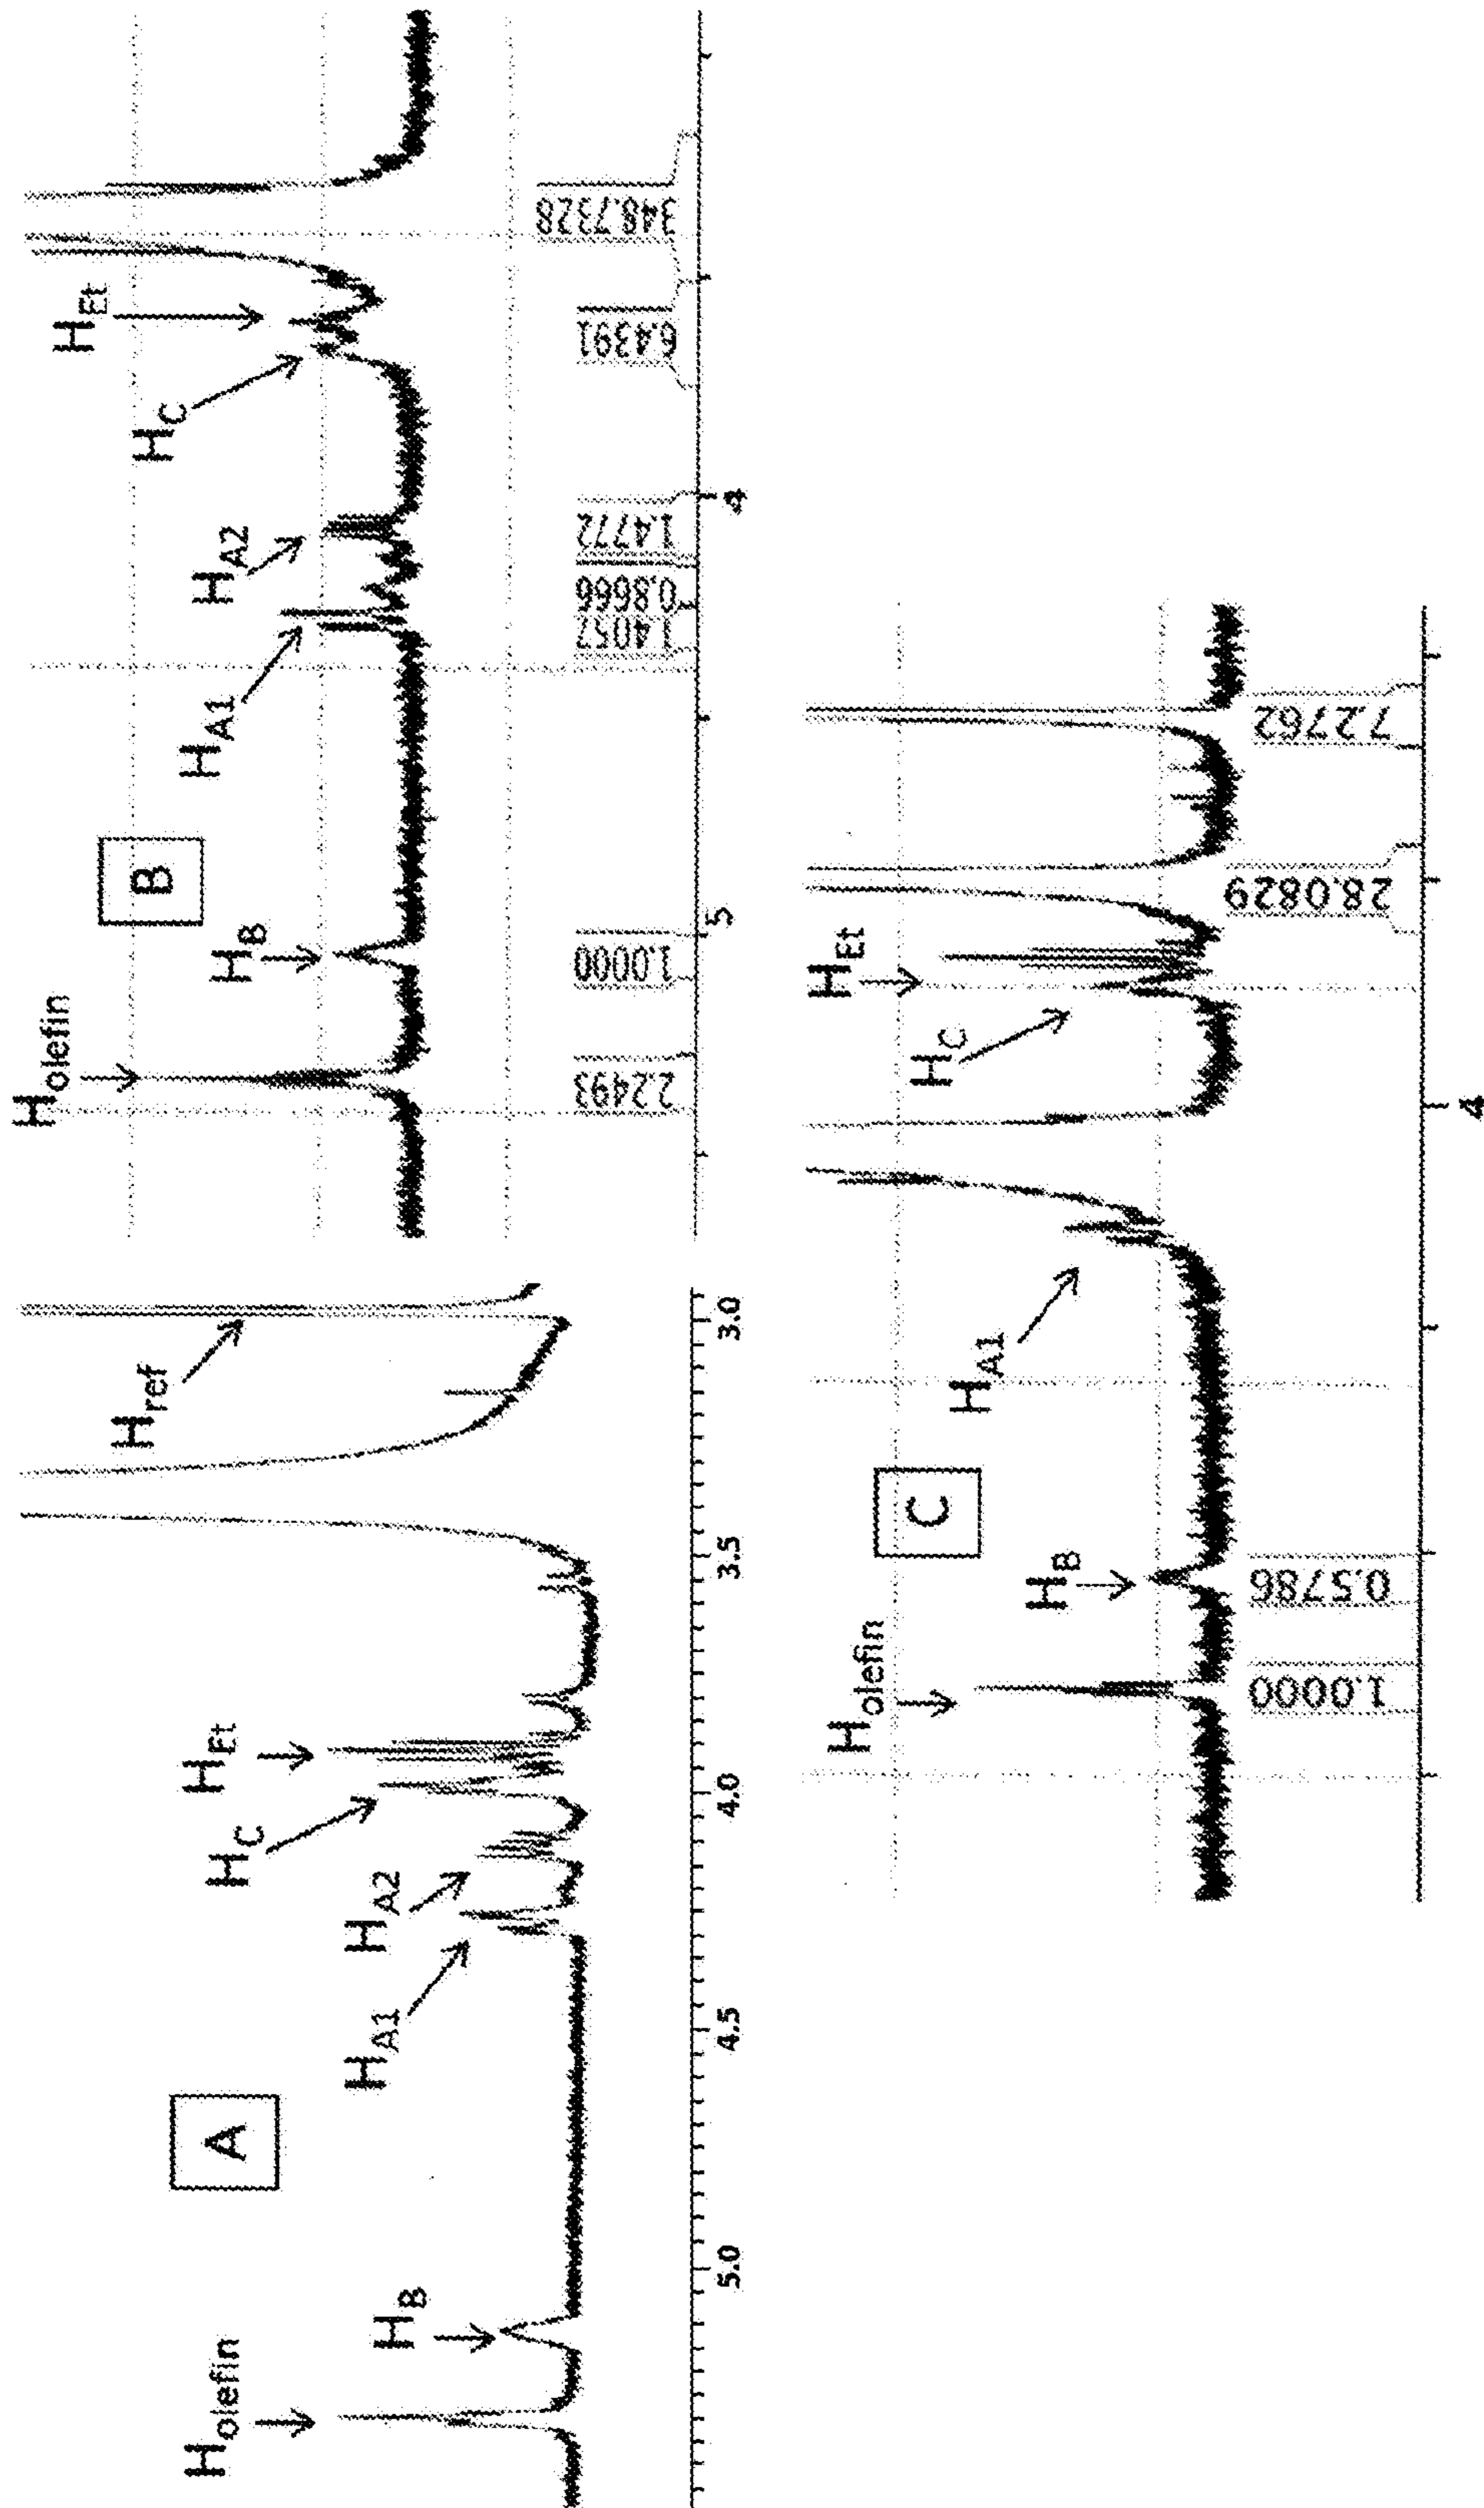 A
H_olefin
H_B
H_A1
H_A2
H_C
H_Et
H_ref
5.0
4.5
4.0
3.5
3.0
B
H_olefin
H_B
H_A1
H_A2
H_C
H_Et
2.2493
1.0000
1.4057
0.8666
1.4772
6.4391
348.7328
5
4
C
H_olefin
H_B
H_A1
H_C
H_Et
1.0000
0.5786
28.0829
7.2762
4